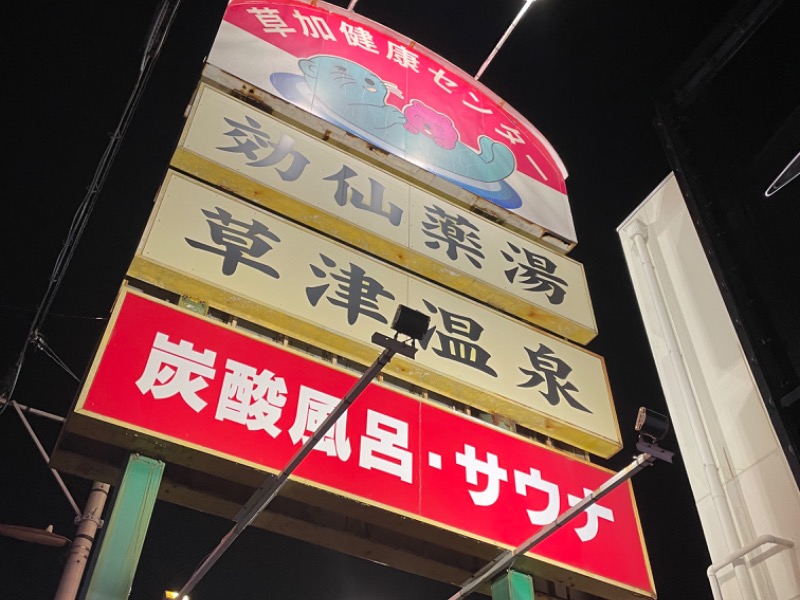 草加健康センター
効仙薬湯
草津温泉
炭酸風呂・サウナ